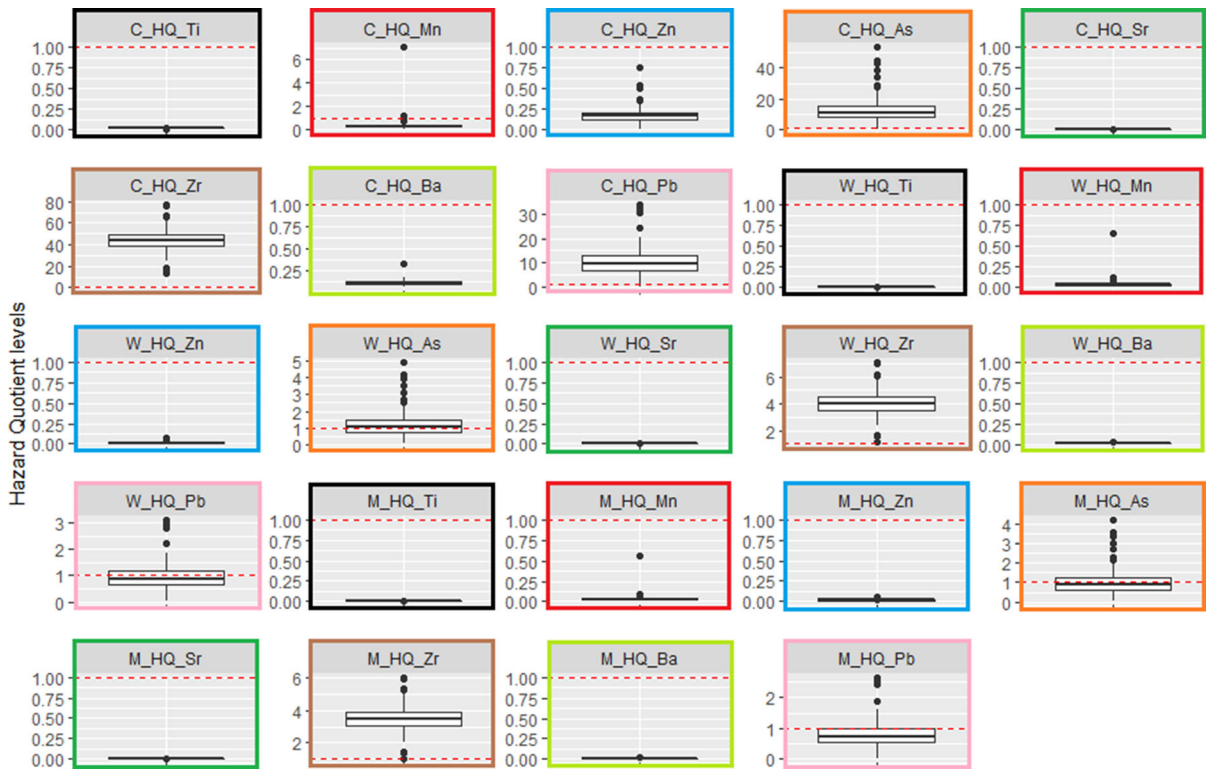 C_HQ_Ti C_HQ_Mn C_HQ_Zn C_HQ_As C_HQ_Sr
1.00 0.75 0.50 0.25 0.00
6 4 2 0
1.00 0.75 0.50 0.25 0.00
40 20 0
1.00 0.75 0.50 0.25 0.00
C_HQ_Zr C_HQ_Ba C_HQ_Pb W_HQ_Ti W_HQ_Mn
80 60 40 20 0
1.00 0.75 0.50 0.25
30 20 10 0
1.00 0.75 0.50 0.25 0.00
1.00 0.75 0.50 0.25 0.00
Hazard Quotient levels
W_HQ_Zn W_HQ_As W_HQ_Sr W_HQ_Zr W_HQ_Ba
1.00 0.75 0.50 0.25 0.00
5 4 3 2 1 0
1.00 0.75 0.50 0.25 0.00
6 4 2
1.00 0.75 0.50 0.25 0.00
W_HQ_Pb M_HQ_Ti M_HQ_Mn M_HQ_Zn M_HQ_As
3 2 1 0
1.00 0.75 0.50 0.25 0.00
1.00 0.75 0.50 0.25 0.00
1.00 0.75 0.50 0.25 0.00
4 3 2 1 0
M_HQ_Sr M_HQ_Zr M_HQ_Ba M_HQ_Pb
1.00 0.75 0.50 0.25 0.00
6 4 2
1.00 0.75 0.50 0.25 0.00
2 1 0